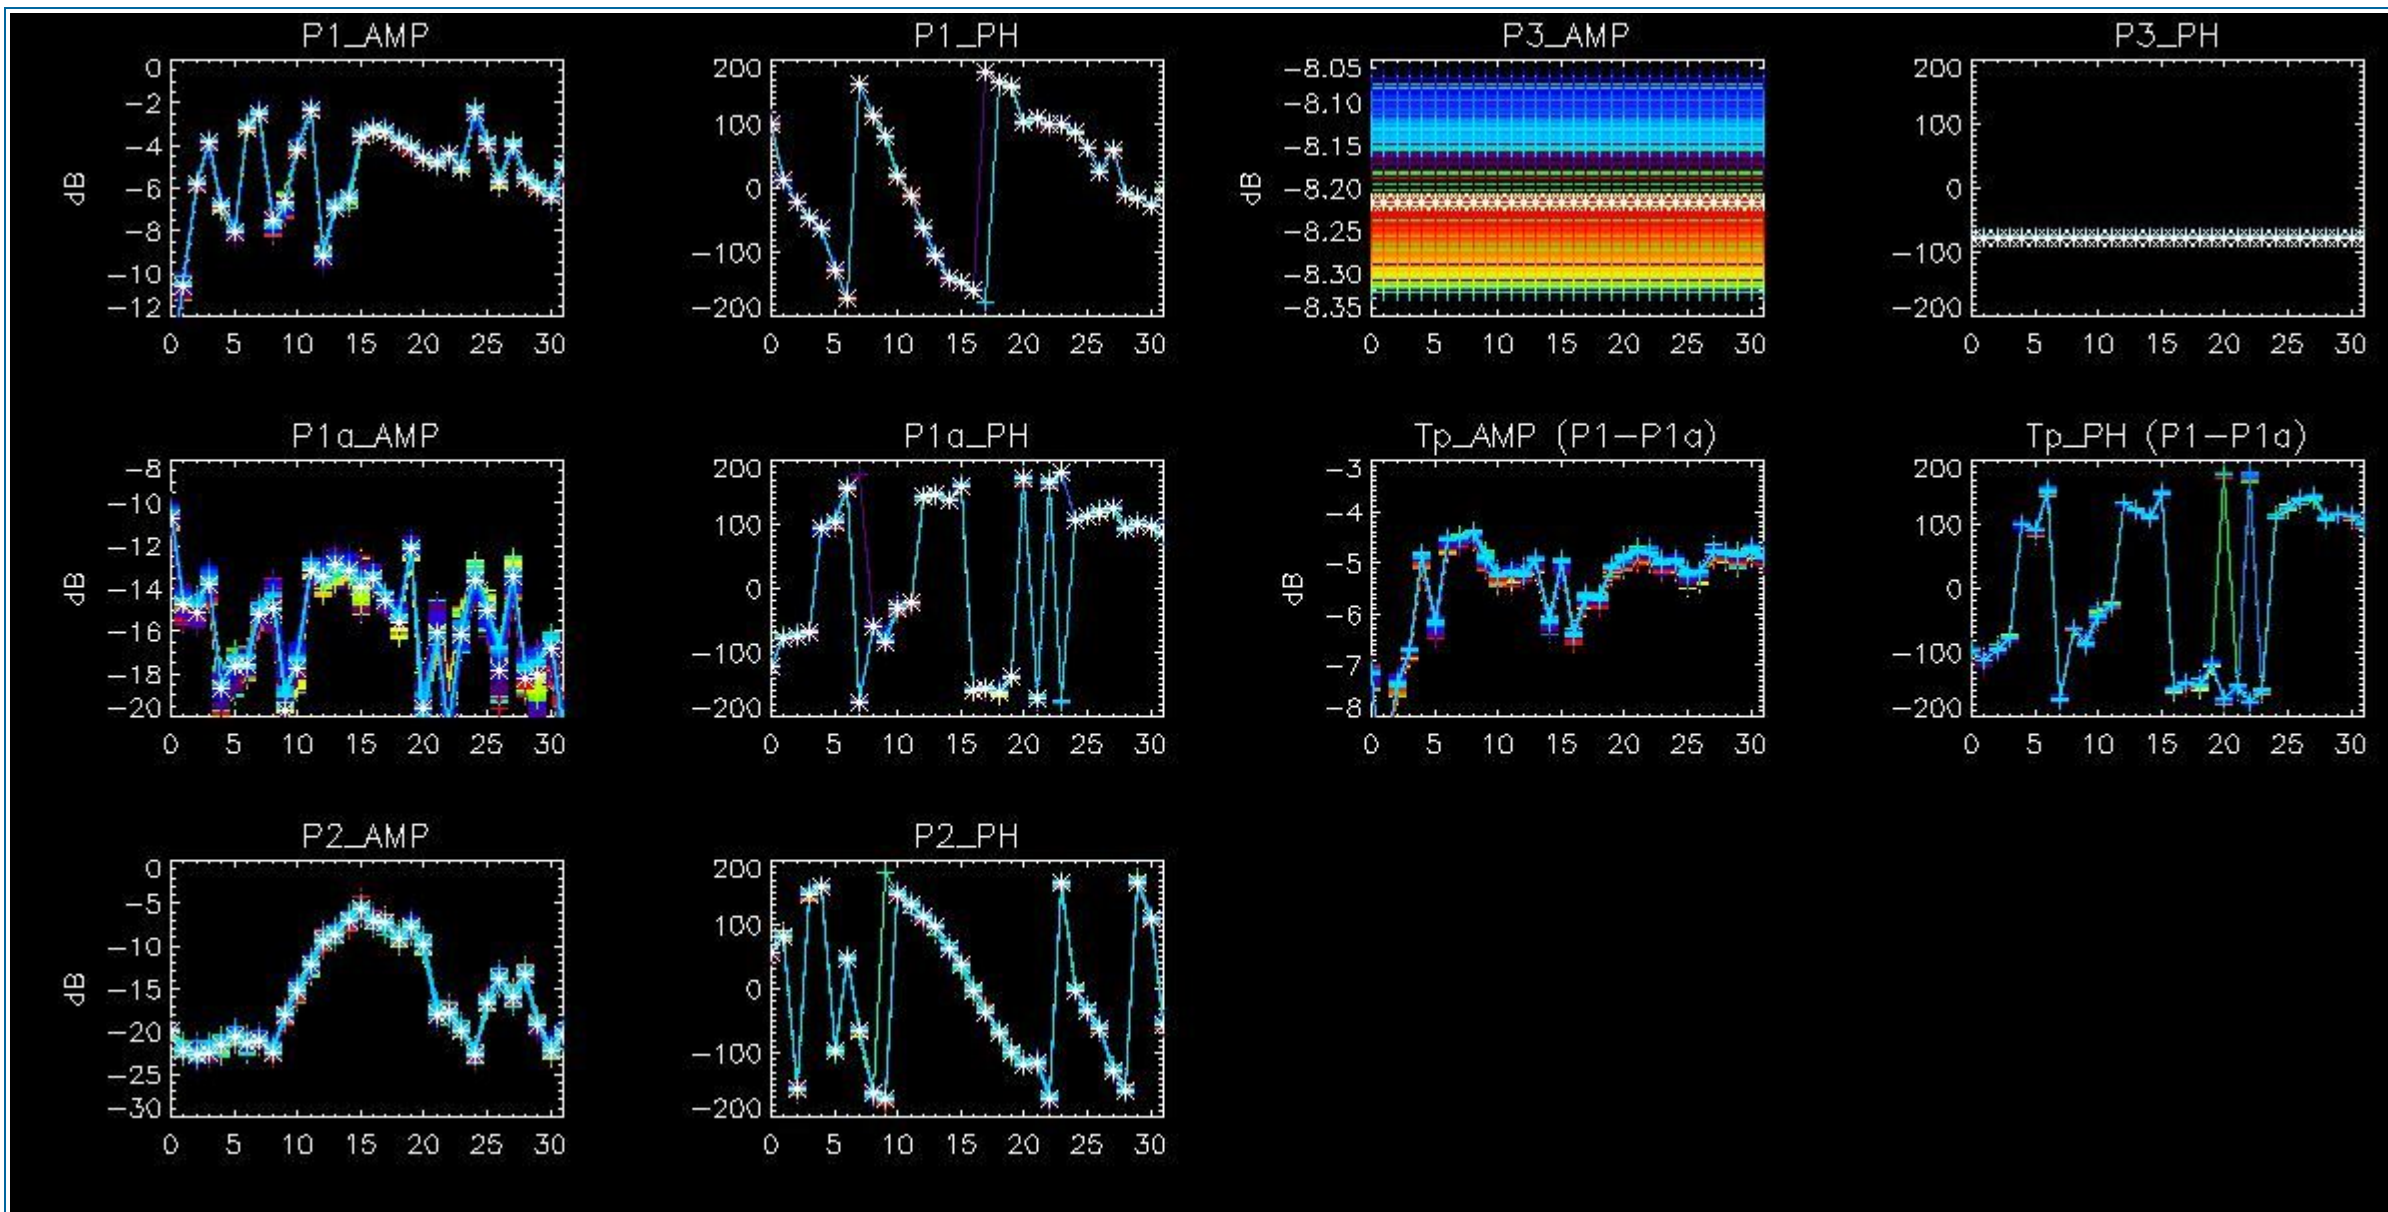 P1_AMP
0
−2
−4
−6
−8
−10
−12
dB
0 5 10 15 20 25 30
P1_PH
200
100
0
−100
−200
0 5 10 15 20 25 30
P3_AMP
−8.05
−8.10
−8.15
−8.20
−8.25
−8.30
−8.35
dB
0 5 10 15 20 25 30
P3_PH
200
100
0
−100
−200
0 5 10 15 20 25 30
P1a_AMP
−8
−10
−12
−14
−16
−18
−20
dB
0 5 10 15 20 25 30
P1a_PH
200
100
0
−100
−200
0 5 10 15 20 25 30
Tp_AMP (P1−P1a)
−3
−4
−5
−6
−7
−8
dB
0 5 10 15 20 25 30
Tp_PH (P1−P1a)
200
100
0
−100
−200
0 5 10 15 20 25 30
P2_AMP
0
−5
−10
−15
−20
−25
−30
dB
0 5 10 15 20 25 30
P2_PH
200
100
0
−100
−200
0 5 10 15 20 25 30